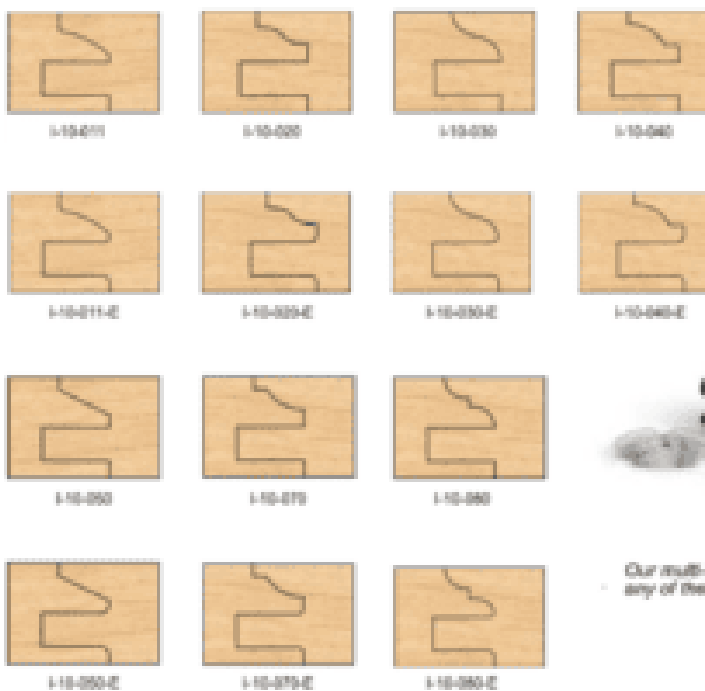 I-10-011
I-10-020
I-10-030
I-10-040
I-10-011-E
I-10-020-E
I-10-030-E
I-10-040-E
I-10-050
I-10-070
I-10-080
Our multi-
any of the
I-10-050-E
I-10-070-E
I-10-080-E